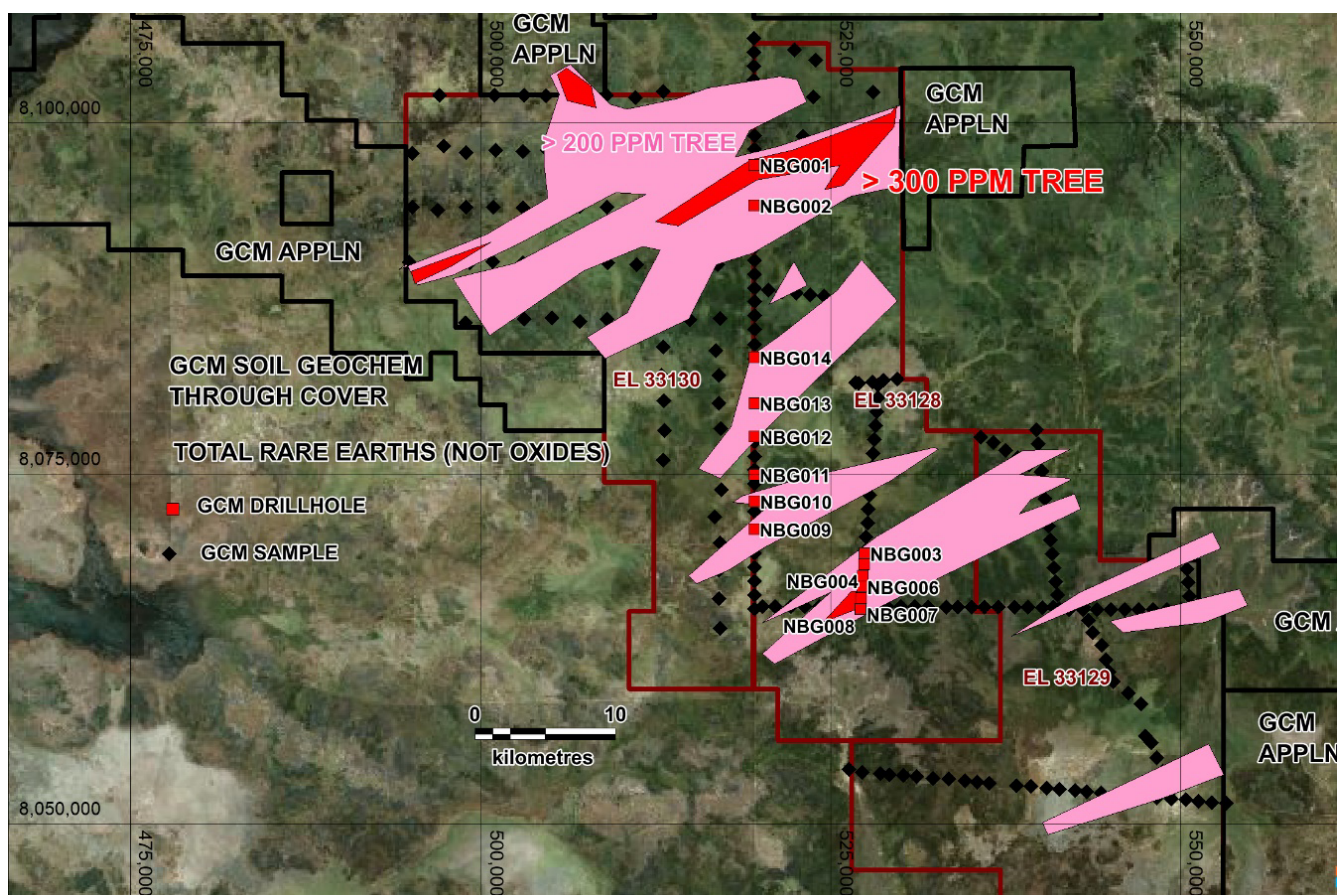 475,000
500,000
525,000
550,000
GCM
APPLN
8,100,000
GCM
APPLN
> 200 PPM TREE
NBG001
> 300 PPM TREE
NBG002
GCM APPLN
NBG014
GCM SOIL GEOCHEM
THROUGH COVER
EL 33130
NBG013
EL 33128
NBG012
TOTAL RARE EARTHS (NOT OXIDES)
8,075,000
NBG011
NBG010
GCM DRILLHOLE
NBG009
GCM SAMPLE
NBG003
NBG004
NBG006
NBG007
NBG008
GCM
EL 33129
0 10
kilometres
GCM
APPLN
8,050,000
475,000
500,000
525,000
550,000